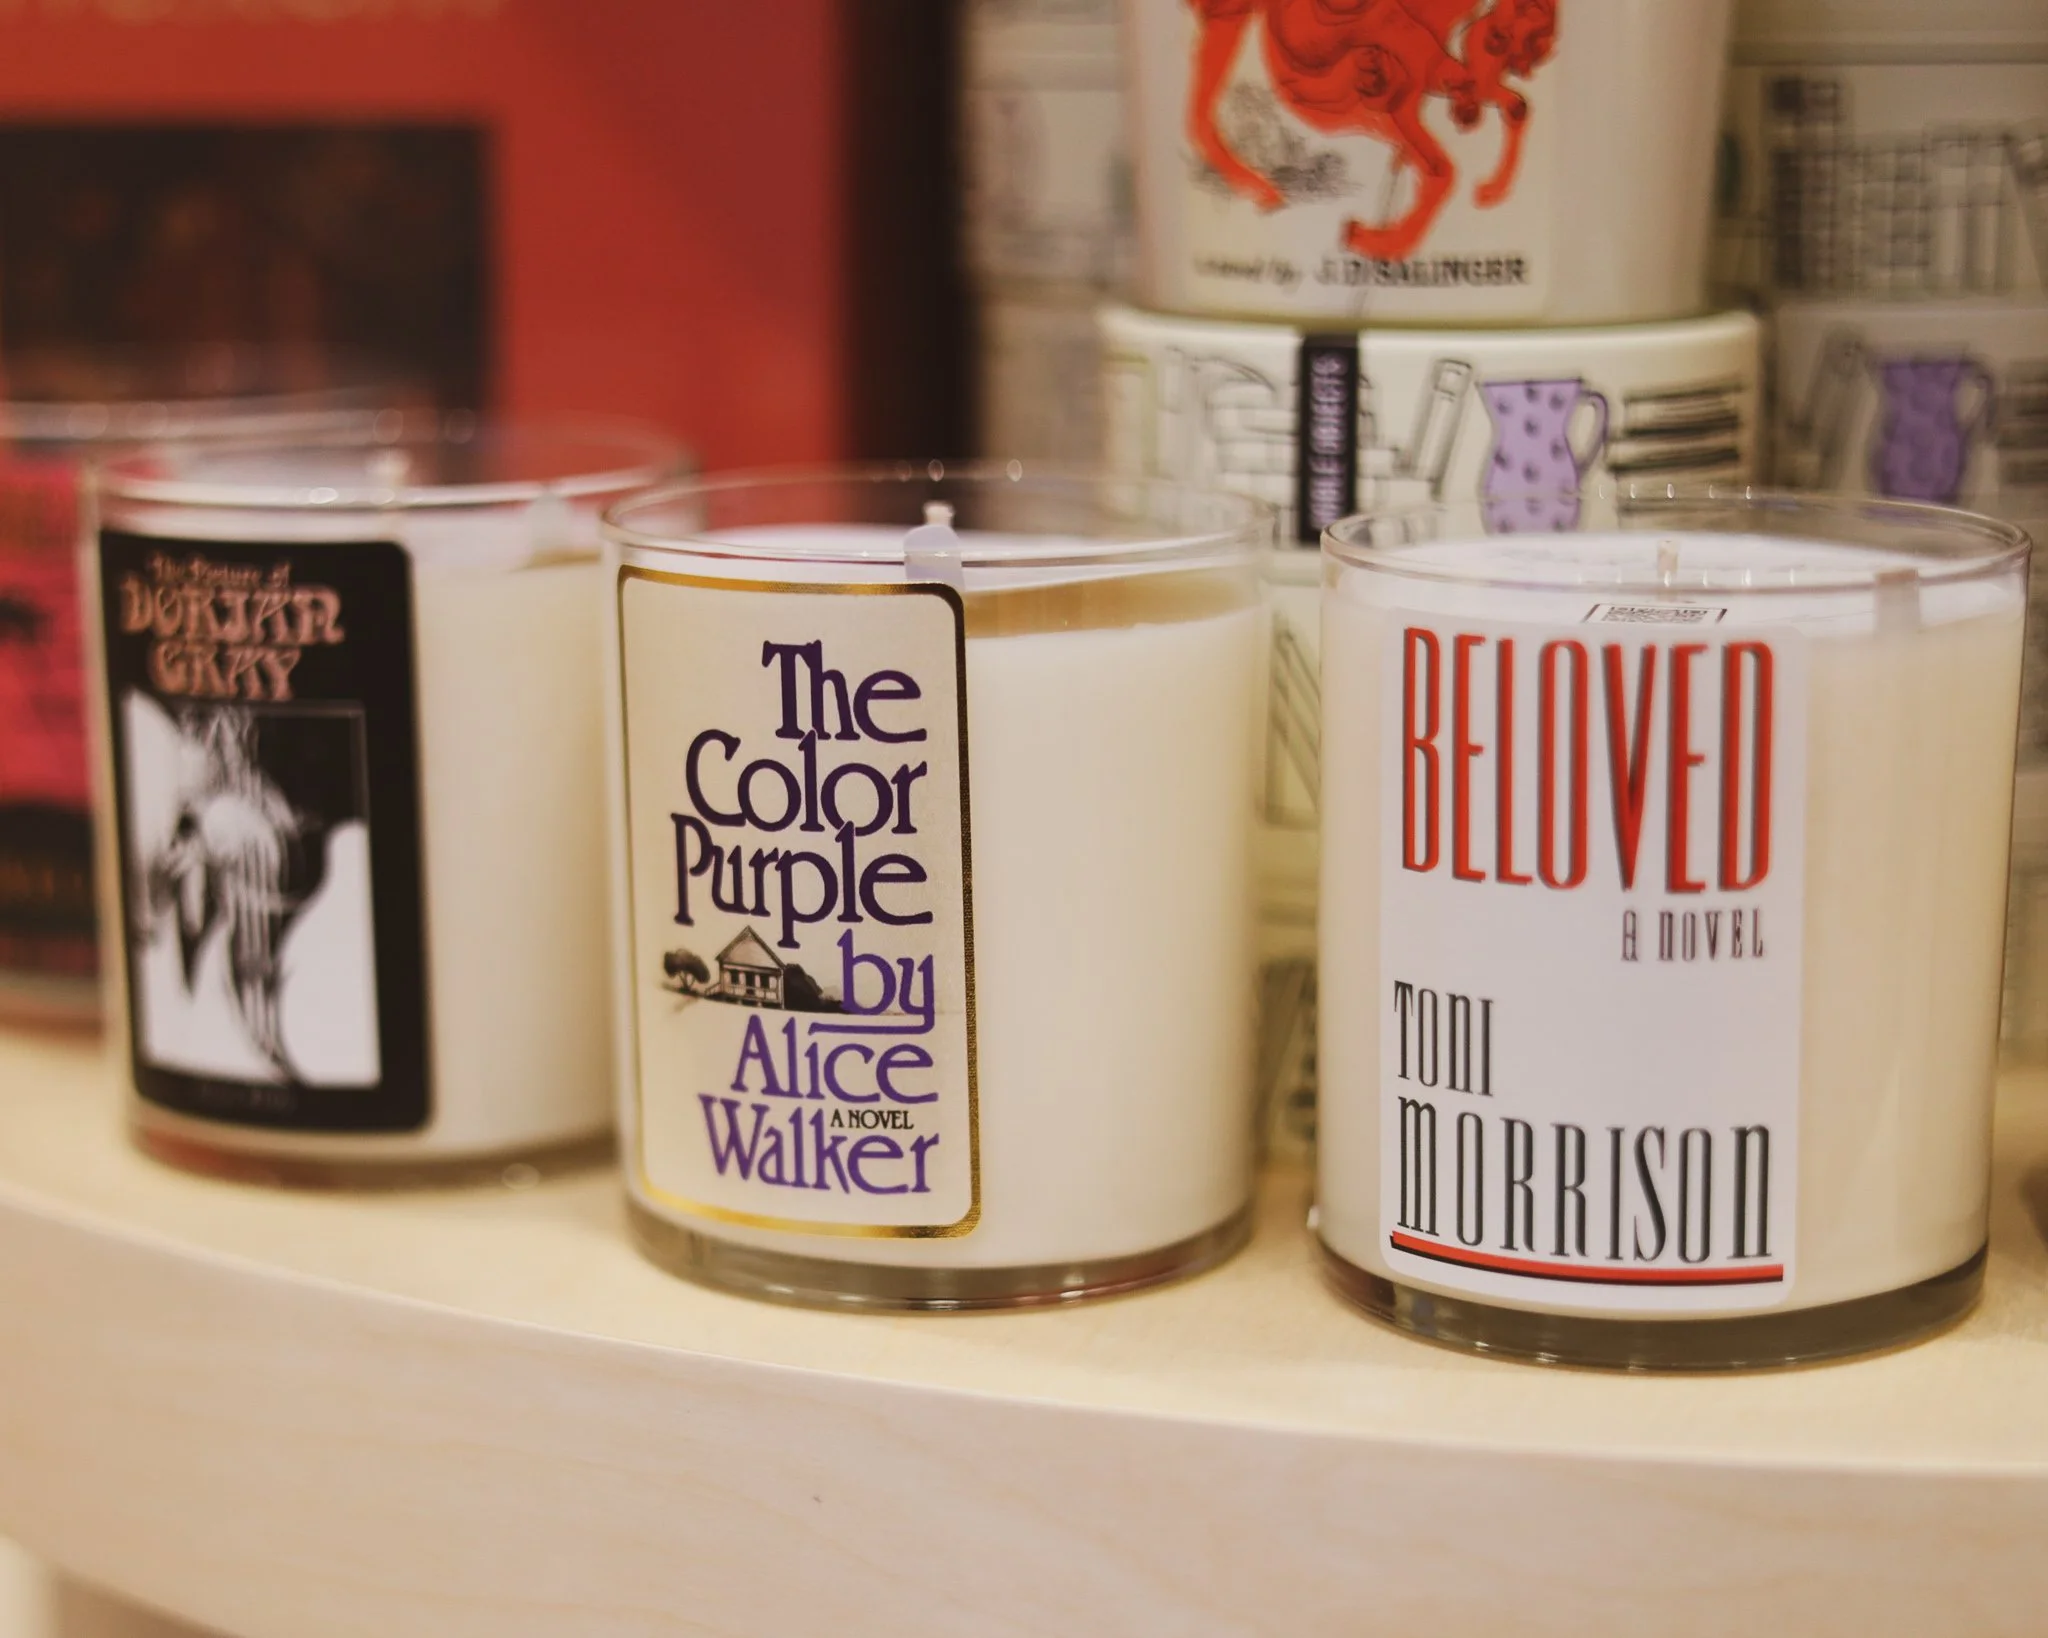 The Picture of
DORIAN
GRAY
The
Color
Purple
by
Alice
A NOVEL
Walker
BELOVED
A NOVEL
TONI
MORRISON
J.D. SALINGER